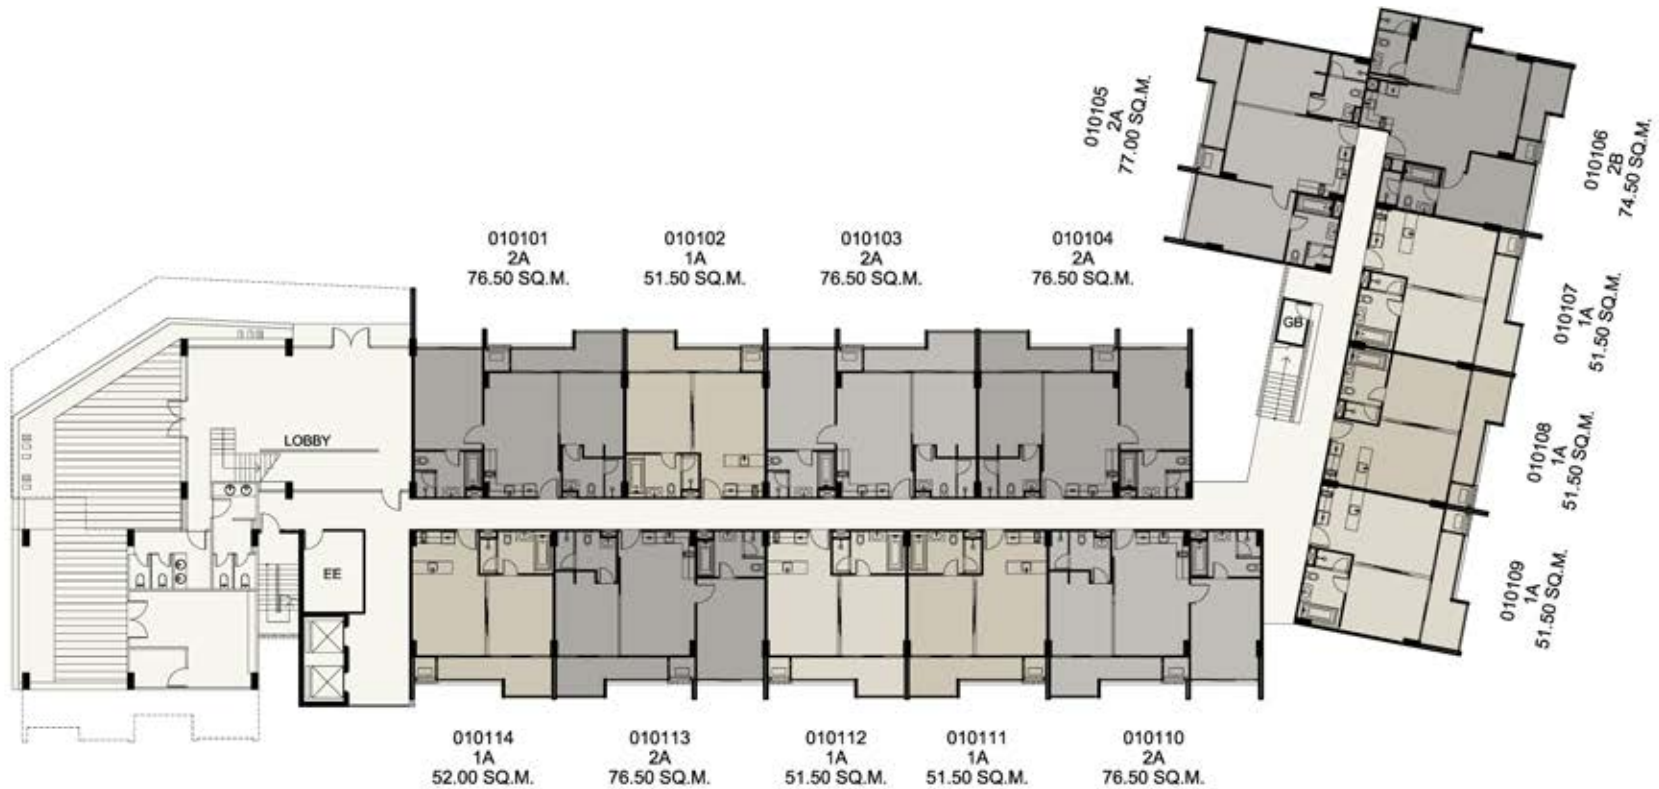 010105
2A
77.00 SQ.M.
010106
2B
74.50 SQ.M.
010101
2A
76.50 SQ.M.
010102
1A
51.50 SQ.M.
010103
2A
76.50 SQ.M.
010104
2A
76.50 SQ.M.
010107
1A
51.50 SQ.M.
GB
LOBBY
010108
1A
51.50 SQ.M.
EE
010109
1A
51.50 SQ.M.
010114
1A
52.00 SQ.M.
010113
2A
76.50 SQ.M.
010112
1A
51.50 SQ.M.
010111
1A
51.50 SQ.M.
010110
2A
76.50 SQ.M.